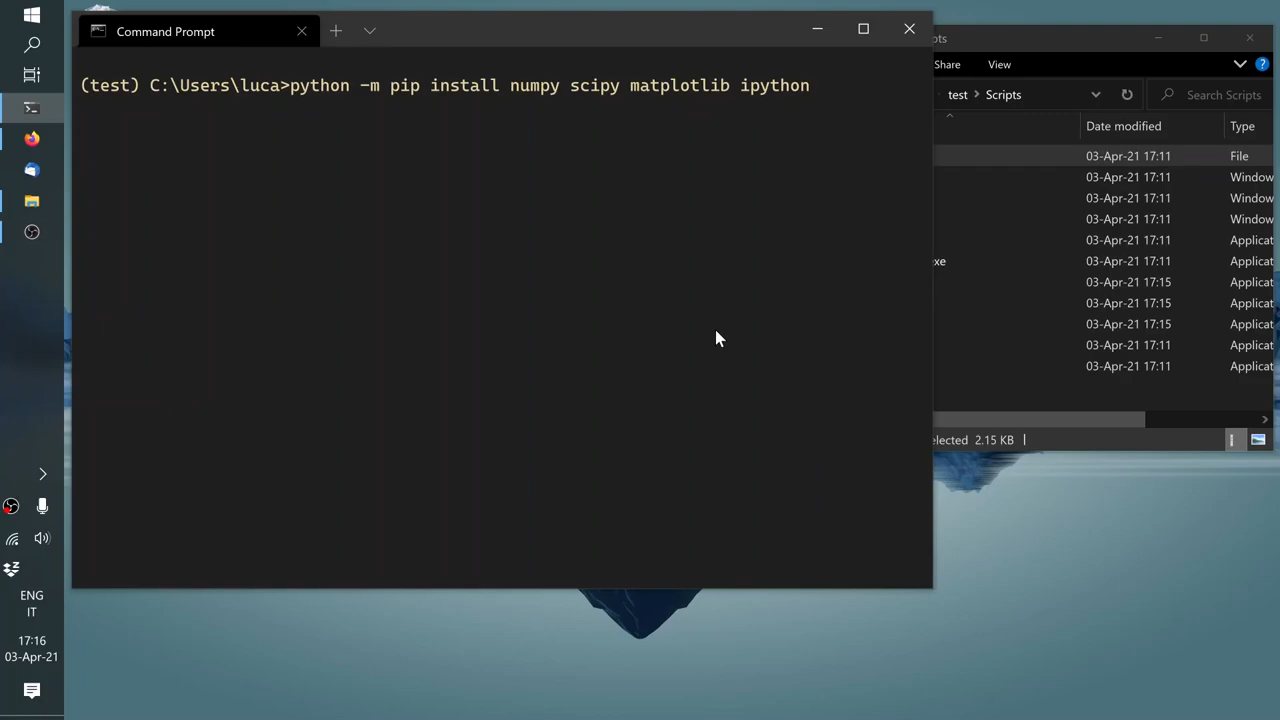 Command Prompt
(test) C:\Users\luca>python -m pip install numpy scipy matplotlib ipython
pts
Share
View
test
Scripts
Search Scripts
Date modified
Type
03-Apr-21 17:11
File
03-Apr-21 17:11
Window
03-Apr-21 17:11
Window
03-Apr-21 17:11
Window
03-Apr-21 17:11
Applicat
xe
03-Apr-21 17:11
Applicat
03-Apr-21 17:15
Applicat
03-Apr-21 17:15
Applicat
03-Apr-21 17:15
Applicat
03-Apr-21 17:11
Applicat
03-Apr-21 17:11
Applicat
elected 2.15 KB
ENG
IT
17:16
03-Apr-21